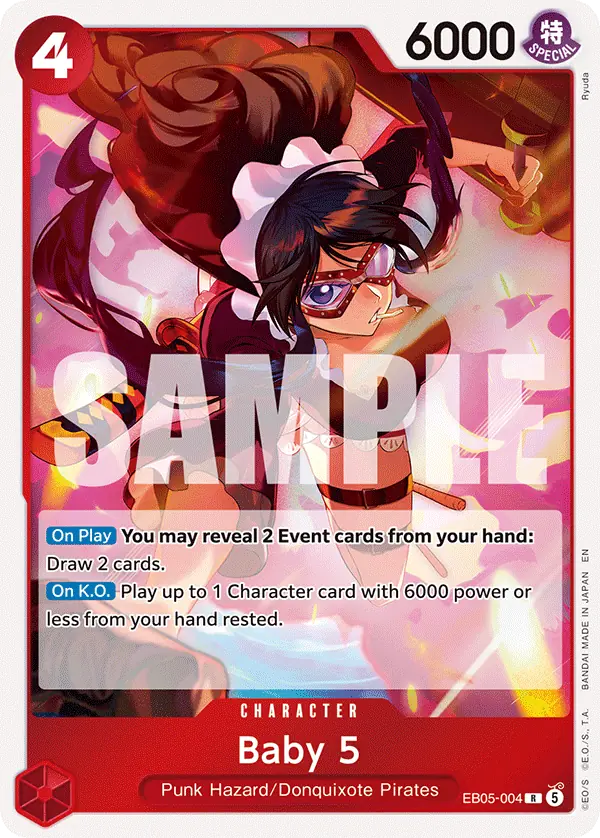 4
6000
特
SPECIAL
Ryuda
SAMPLE
On Play You may reveal 2 Event cards from your hand:
Draw 2 cards.
On K.O. Play up to 1 Character card with 6000 power or
less from your hand rested.
CHARACTER
Baby 5
Punk Hazard/Donquixote Pirates
EB05-004 R 5
©EO/S ©E.O./S., T.A. BANDAI MADE IN JAPAN EN